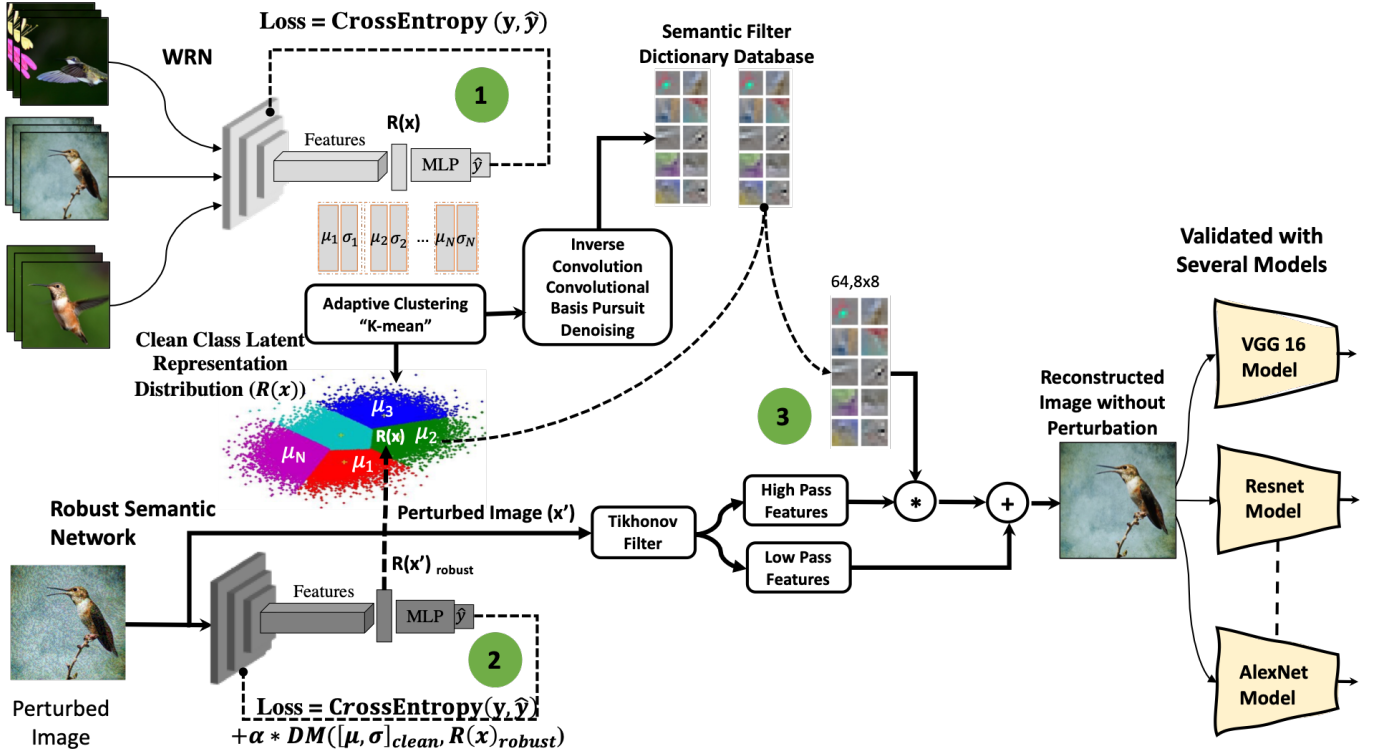 Loss = CrossEntropy (y, ŷ)
WRN
1
Features
R(x)
MLP
ŷ
μ₁ σ₁ μ₂ σ₂ ... μ_N σ_N
Semantic Filter
Dictionary Database
Adaptive Clustering
“K-mean”
Inverse
Convolution
Convolutional
Basis Pursuit
Denoising
Clean Class Latent
Representation
Distribution (R(x))
μ₃
R(x) μ₂
μ_N
μ₁
64,8x8
3
Validated with
Several Models
VGG 16
Model
Resnet
Model
AlexNet
Model
Reconstructed
Image without
Perturbation
Robust Semantic
Network
Perturbed Image (x’)
Tikhonov
Filter
High Pass
Features
Low Pass
Features
*
+
R(x’) robust
Features
MLP
ŷ
2
Loss = CrossEntropy(y, ŷ)
+α * DM([μ, σ]clean, R(x)robust)
Perturbed
Image